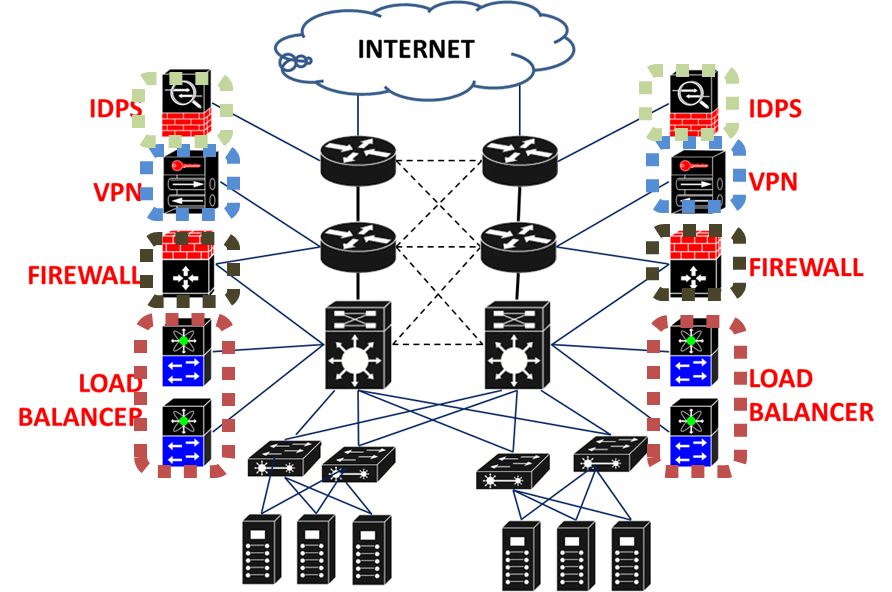 INTERNET
IDPS
IDPS
VPN
VPN
FIREWALL
FIREWALL
LOAD
BALANCER
LOAD
BALANCER